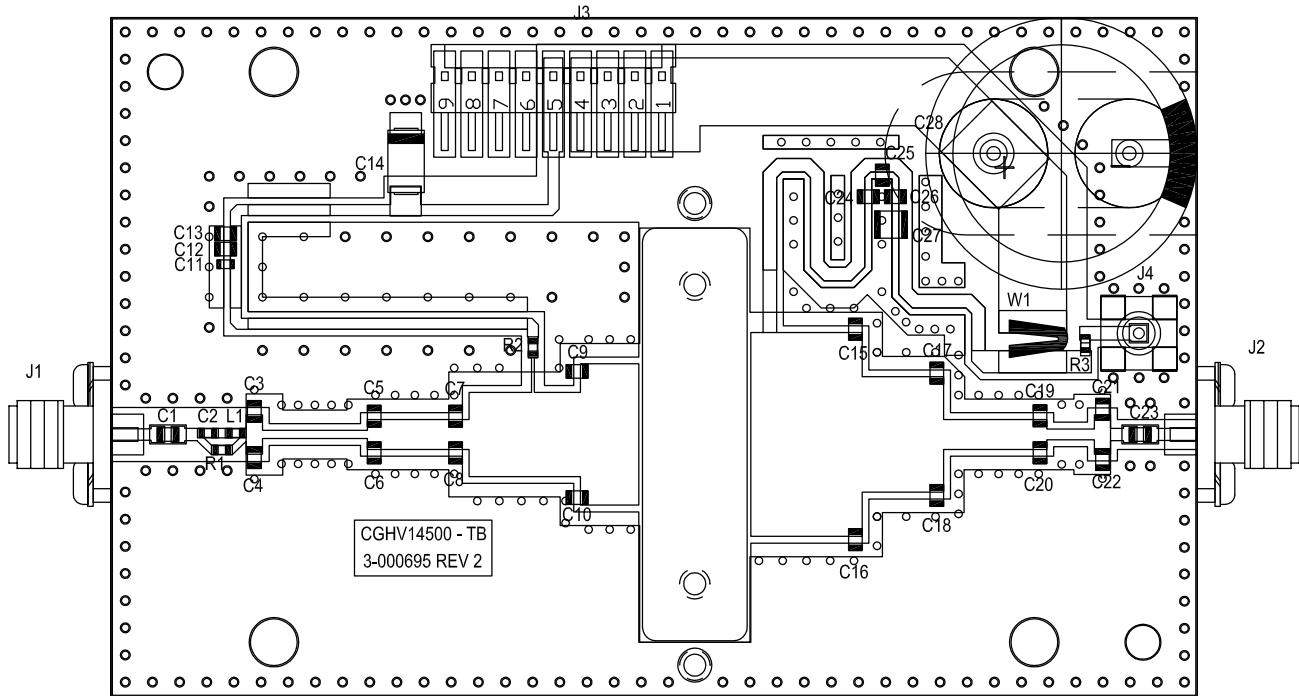 J3
9 8 7 6 5 4 3 2 1
C28
C14
C25
C24
C26
C13
C27
C12
C11
J4
W1
C15
R2
C9
C17
R3
J1
J2
C3
C5
C7
C19
C21
C1
C2
L1
C23
R1
C4
C6
C8
C20
C22
C10
C18
CGHV14500 - TB
3-000695 REV 2
C16